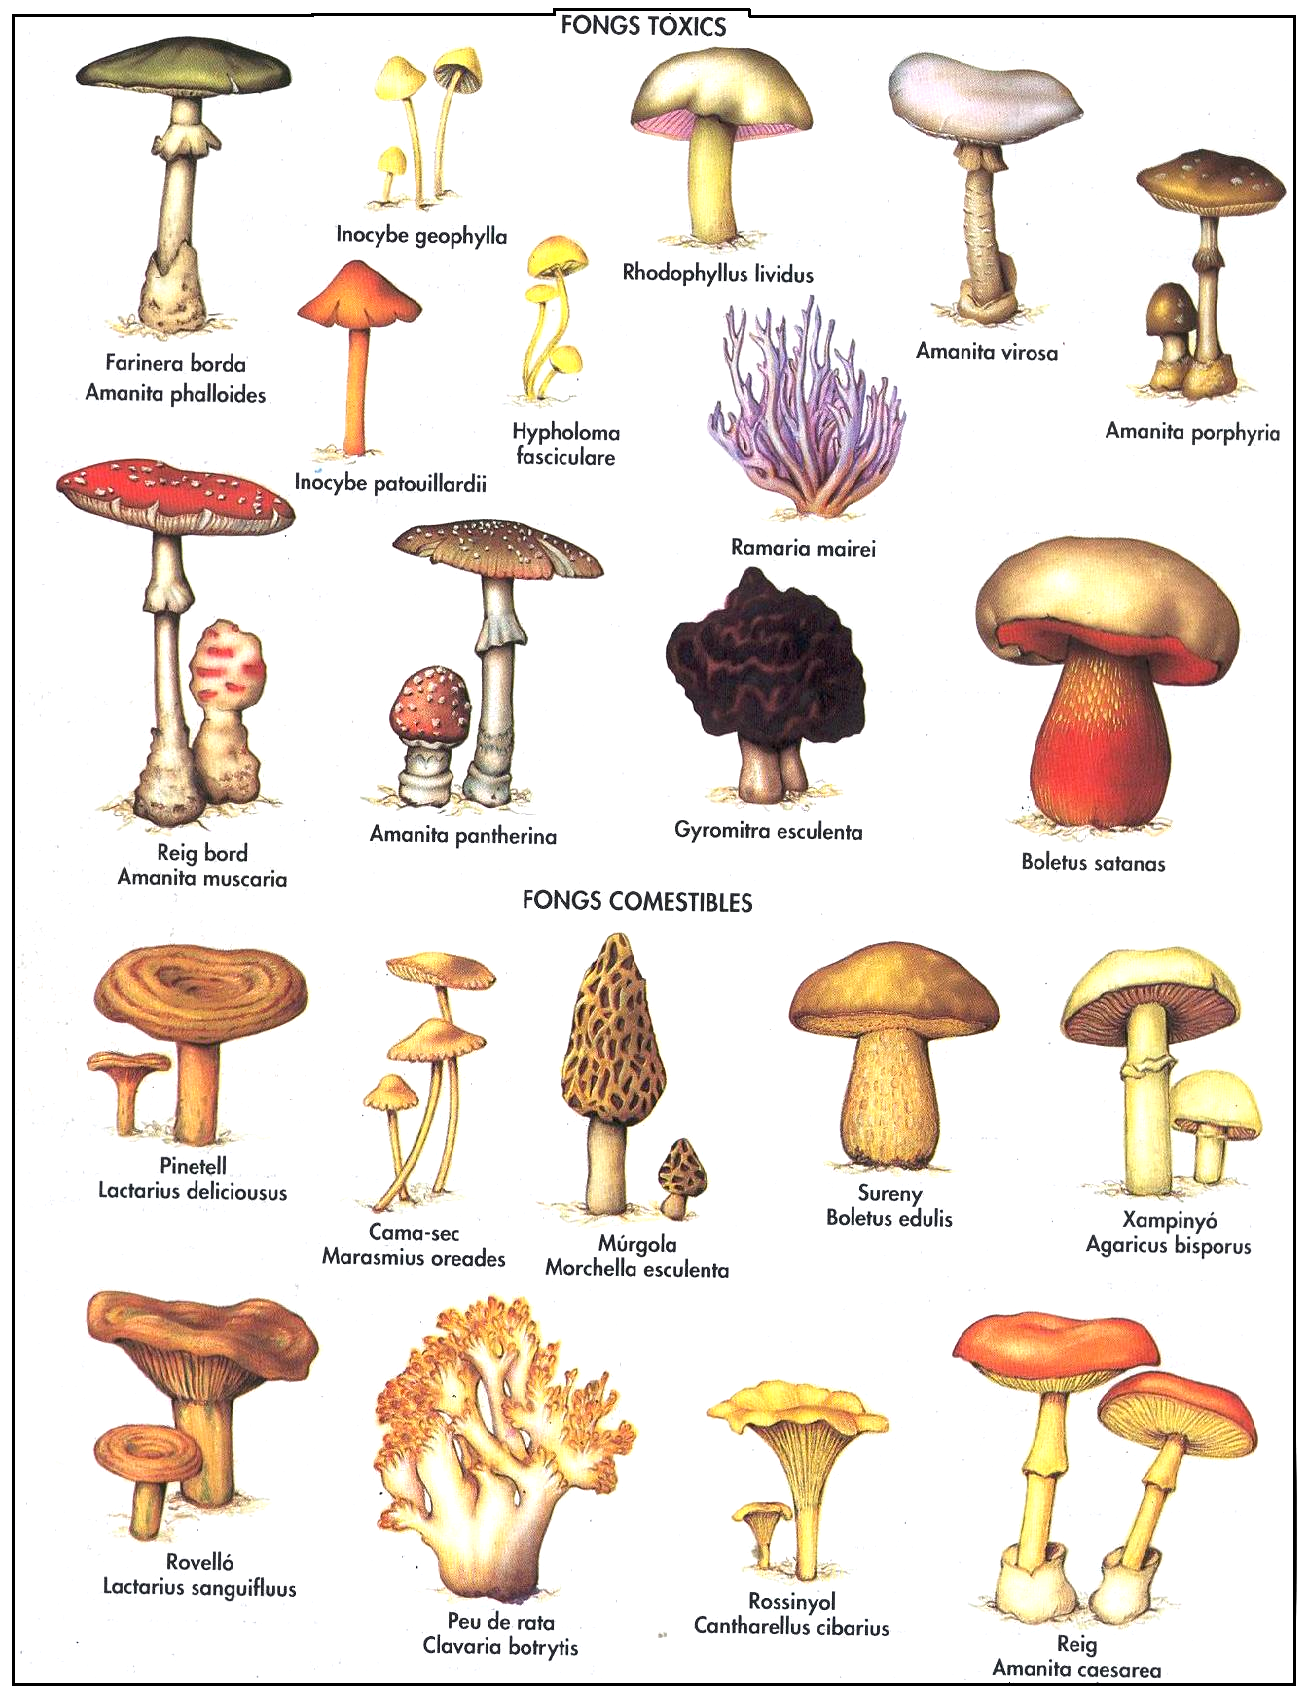 FONGS TÒXICS
Inocybe geophylla
Rhodophyllus lividus
Amanita virosa
Farinera borda
Amanita phalloides
Hypholoma
fasciculare
Amanita porphyria
Inocybe patouillardii
Ramaria mairei
Amanita pantherina
Gyromitra esculenta
Reig bord
Amanita muscaria
Boletus satanas
FONGS COMESTIBLES
Pinetell
Lactarius deliciousus
Cama-sec
Marasmius oreades
Múrgola
Morchella esculenta
Sureny
Boletus edulis
Xampinyó
Agaricus bisporus
Rovelló
Lactarius sanguifluus
Peu de rata
Clavaria botrytis
Rossinyol
Cantharellus cibarius
Reig
Amanita caesarea